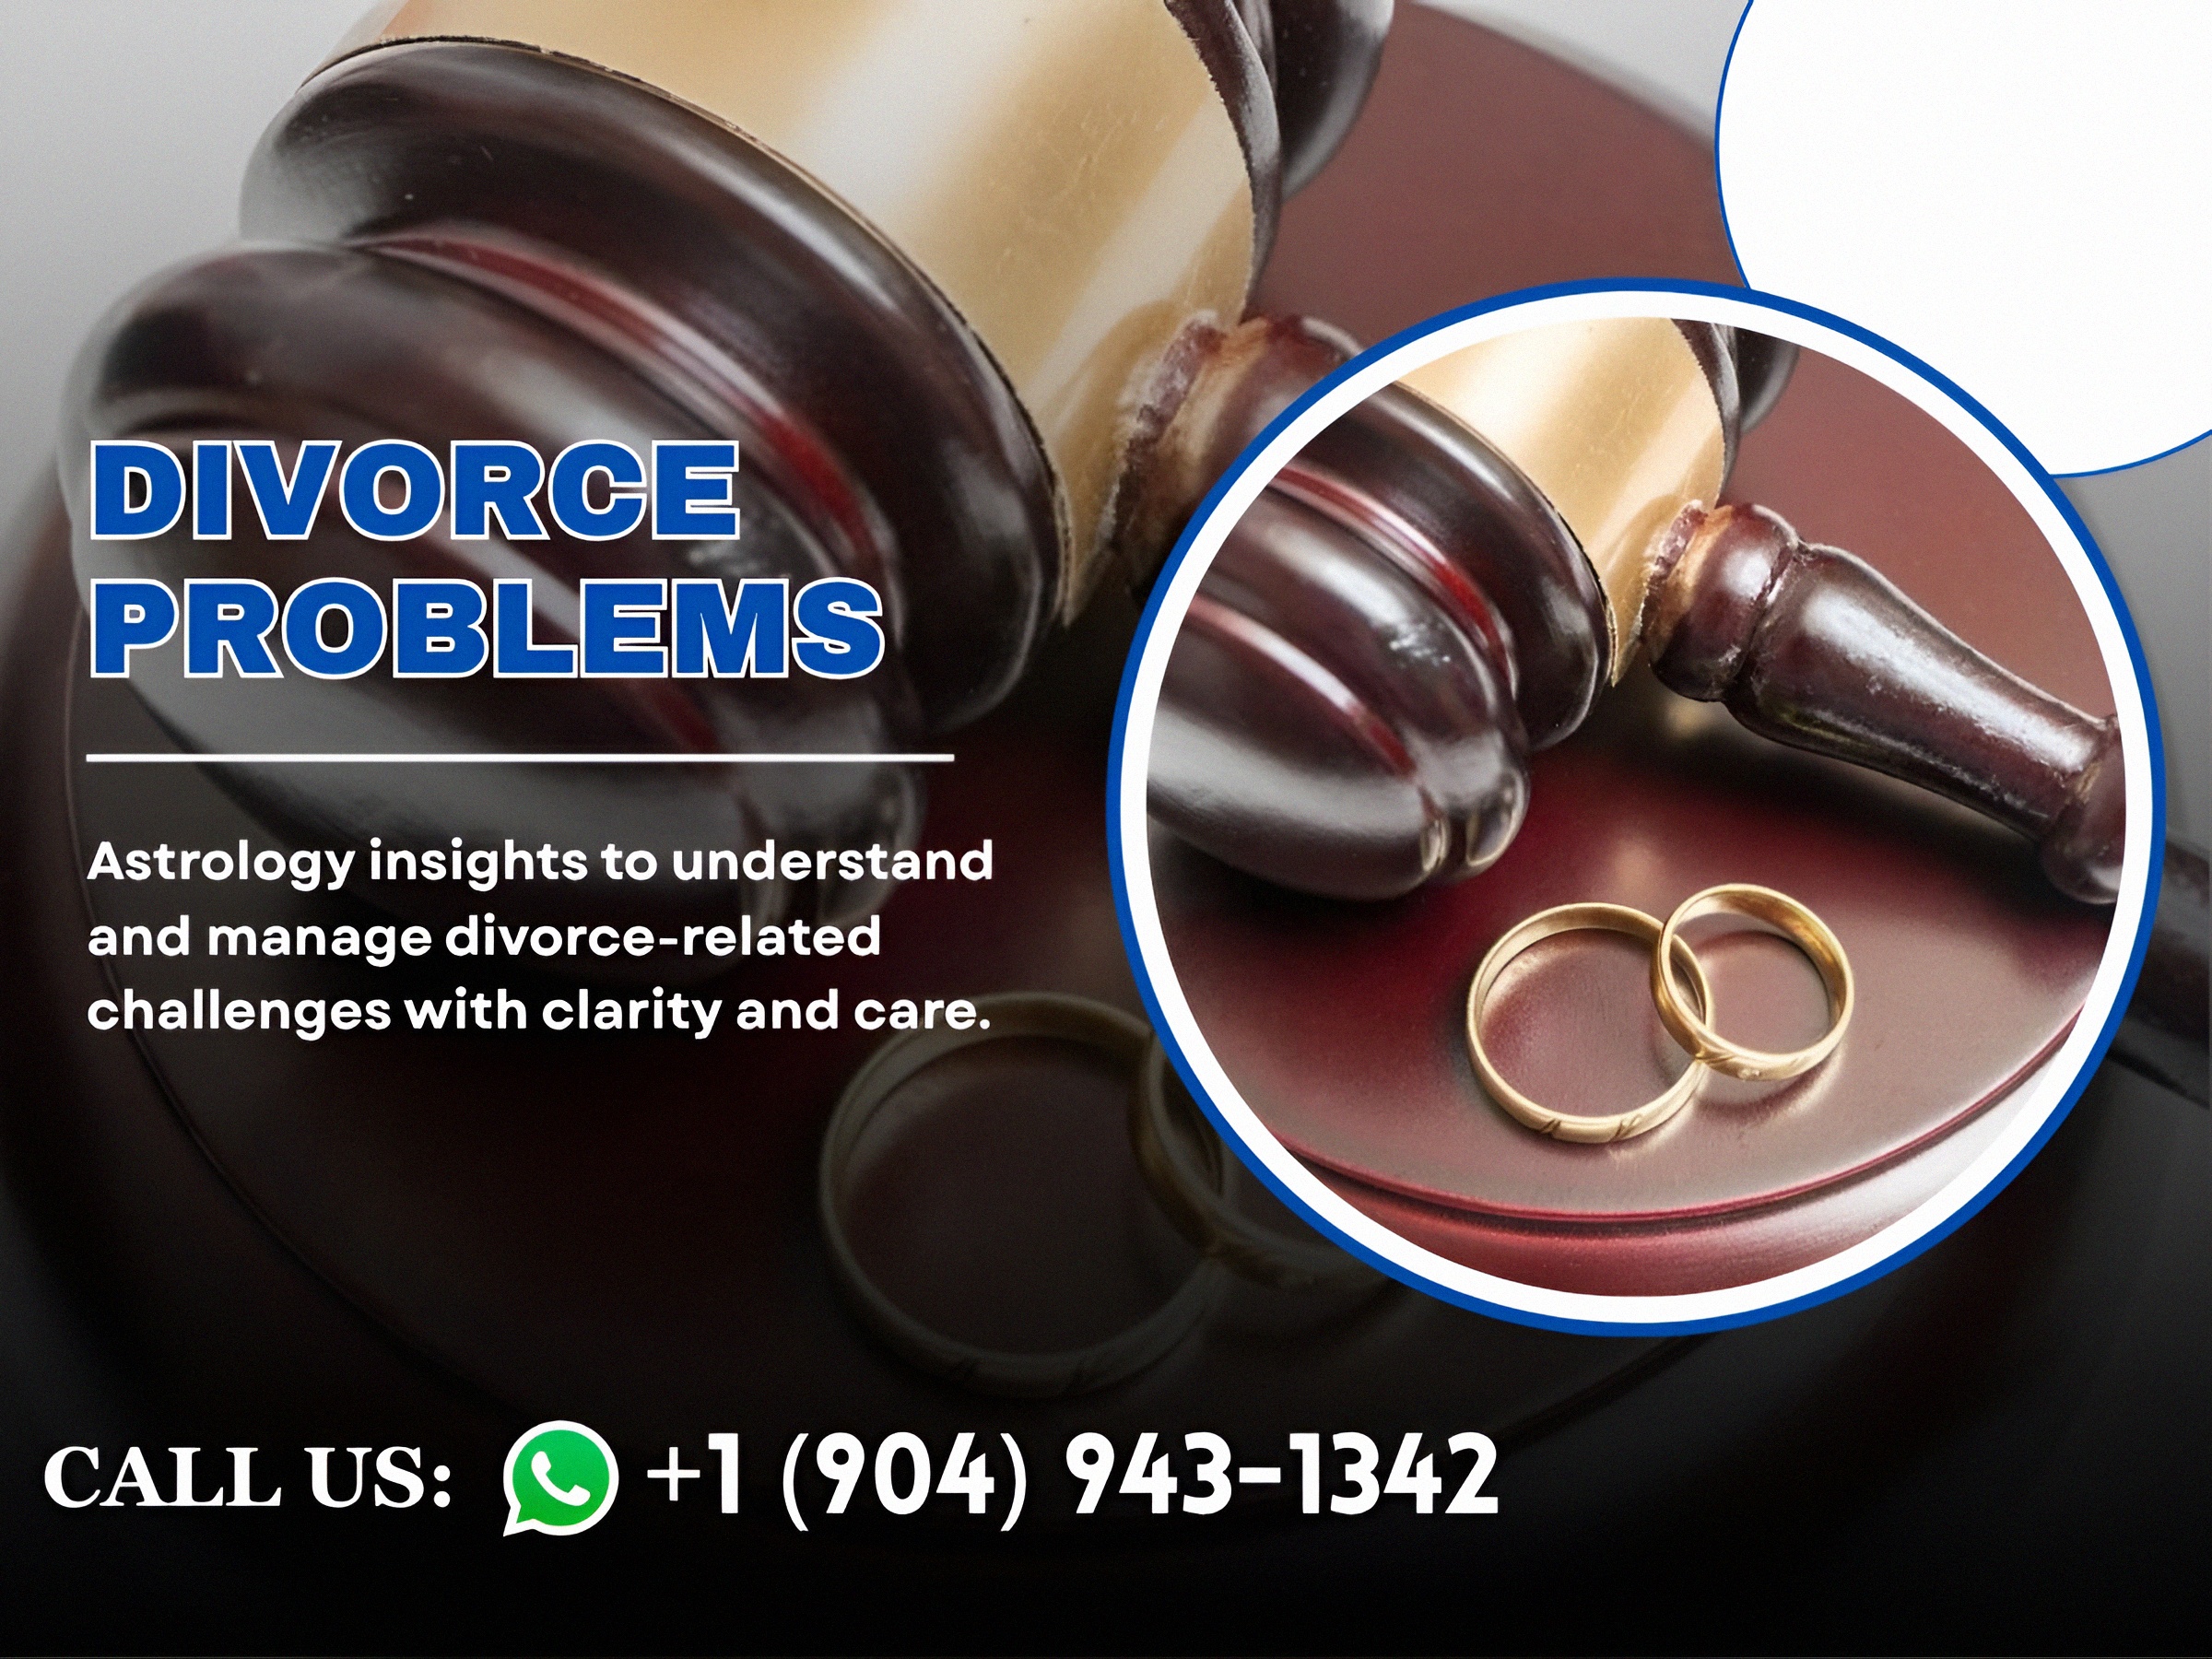 DIVORCE
PROBLEMS
Astrology insights to understand
and manage divorce-related
challenges with clarity and care.
CALL US: +1 (904) 943-1342